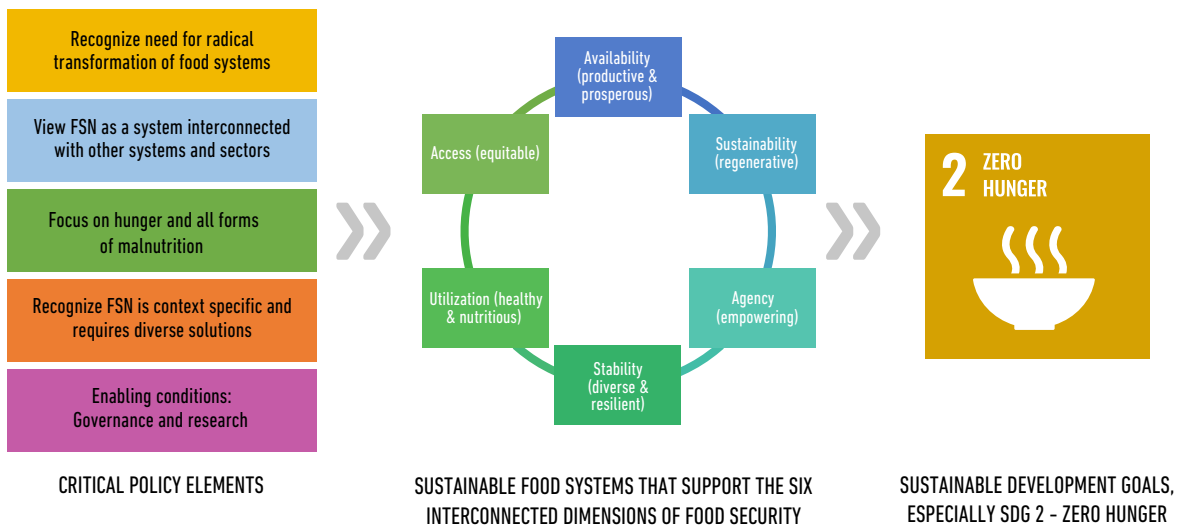 Recognize need for radical
transformation of food systems
View FSN as a system interconnected
with other systems and sectors
Focus on hunger and all forms
of malnutrition
Recognize FSN is context specific and
requires diverse solutions
Enabling conditions:
Governance and research
CRITICAL POLICY ELEMENTS
Availability
(productive &
prosperous)
Sustainability
(regenerative)
Agency
(empowering)
Stability
(diverse &
resilient)
Utilization (healthy
& nutritious)
Access (equitable)
SUSTAINABLE FOOD SYSTEMS THAT SUPPORT THE SIX
INTERCONNECTED DIMENSIONS OF FOOD SECURITY
2 ZERO
HUNGER
SUSTAINABLE DEVELOPMENT GOALS,
ESPECIALLY SDG 2 - ZERO HUNGER